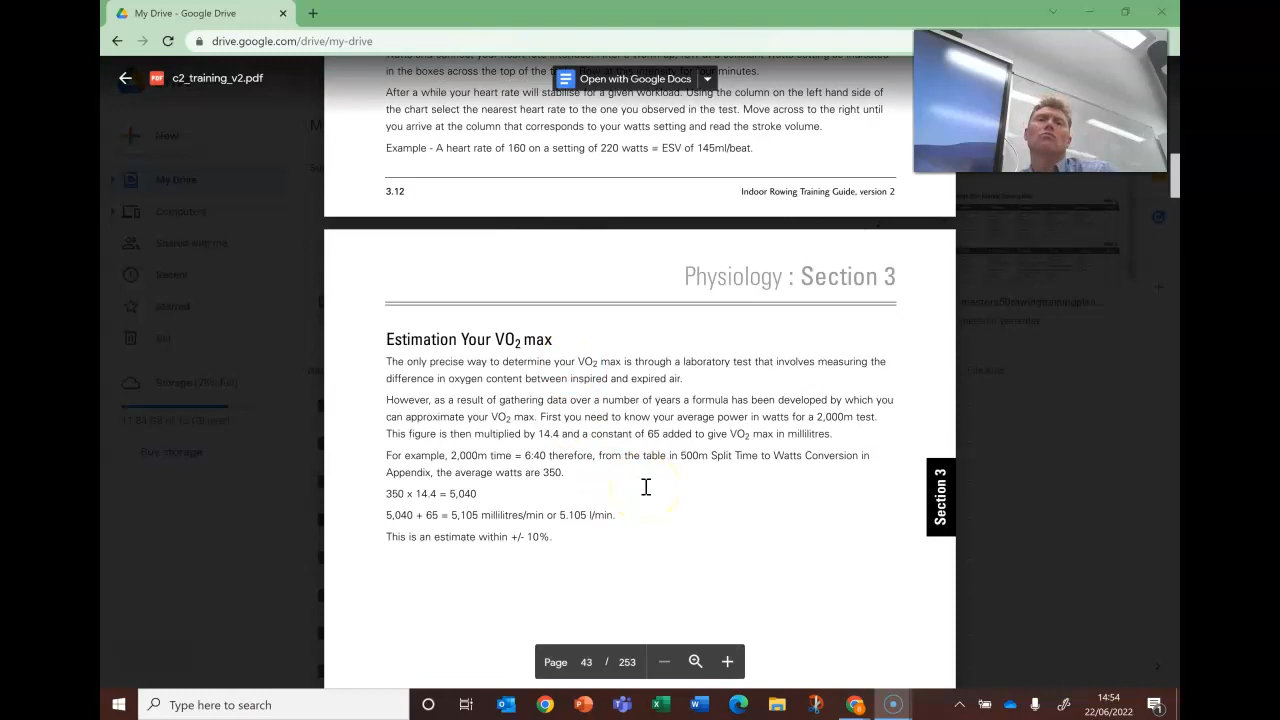 My Drive - Google Drive
drive.google.com/drive/my-drive
c2_training_v2.pdf
Open with Google Docs
in the boxes across the top of the
minutes.
After a while your heart rate will stabilise for a given workload. Using the column on the left hand side of
the chart select the nearest heart rate to the one you observed in the test. Move across to the right until
you arrive at the column that corresponds to your watts setting and read the stroke volume.
Example - A heart rate of 160 on a setting of 220 watts = ESV of 145ml/beat.
3.12
Indoor Rowing Training Guide, version 2
New
My Drive
Computers
Shared with me
Recent
Starred
Bin
Buy storage
Physiology : Section 3
Estimation Your VO2 max
The only precise way to determine your VO2 max is through a laboratory test that involves measuring the
difference in oxygen content between inspired and expired air.
However, as a result of gathering data over a number of years a formula has been developed by which you
can approximate your VO2 max. First you need to know your average power in watts for a 2,000m test.
This figure is then multiplied by 14.4 and a constant of 65 added to give VO2 max in millilitres.
For example, 2,000m time = 6:40 therefore, from the table in 500m Split Time to Watts Conversion in
Appendix, the average watts are 350.
350 x 14.4 = 5,040
5,040 + 65 = 5,105 millilitres/min or 5.105 l/min.
This is an estimate within +/- 10%.
Section 3
Page 43 / 253
Type here to search
14:54
22/06/2022